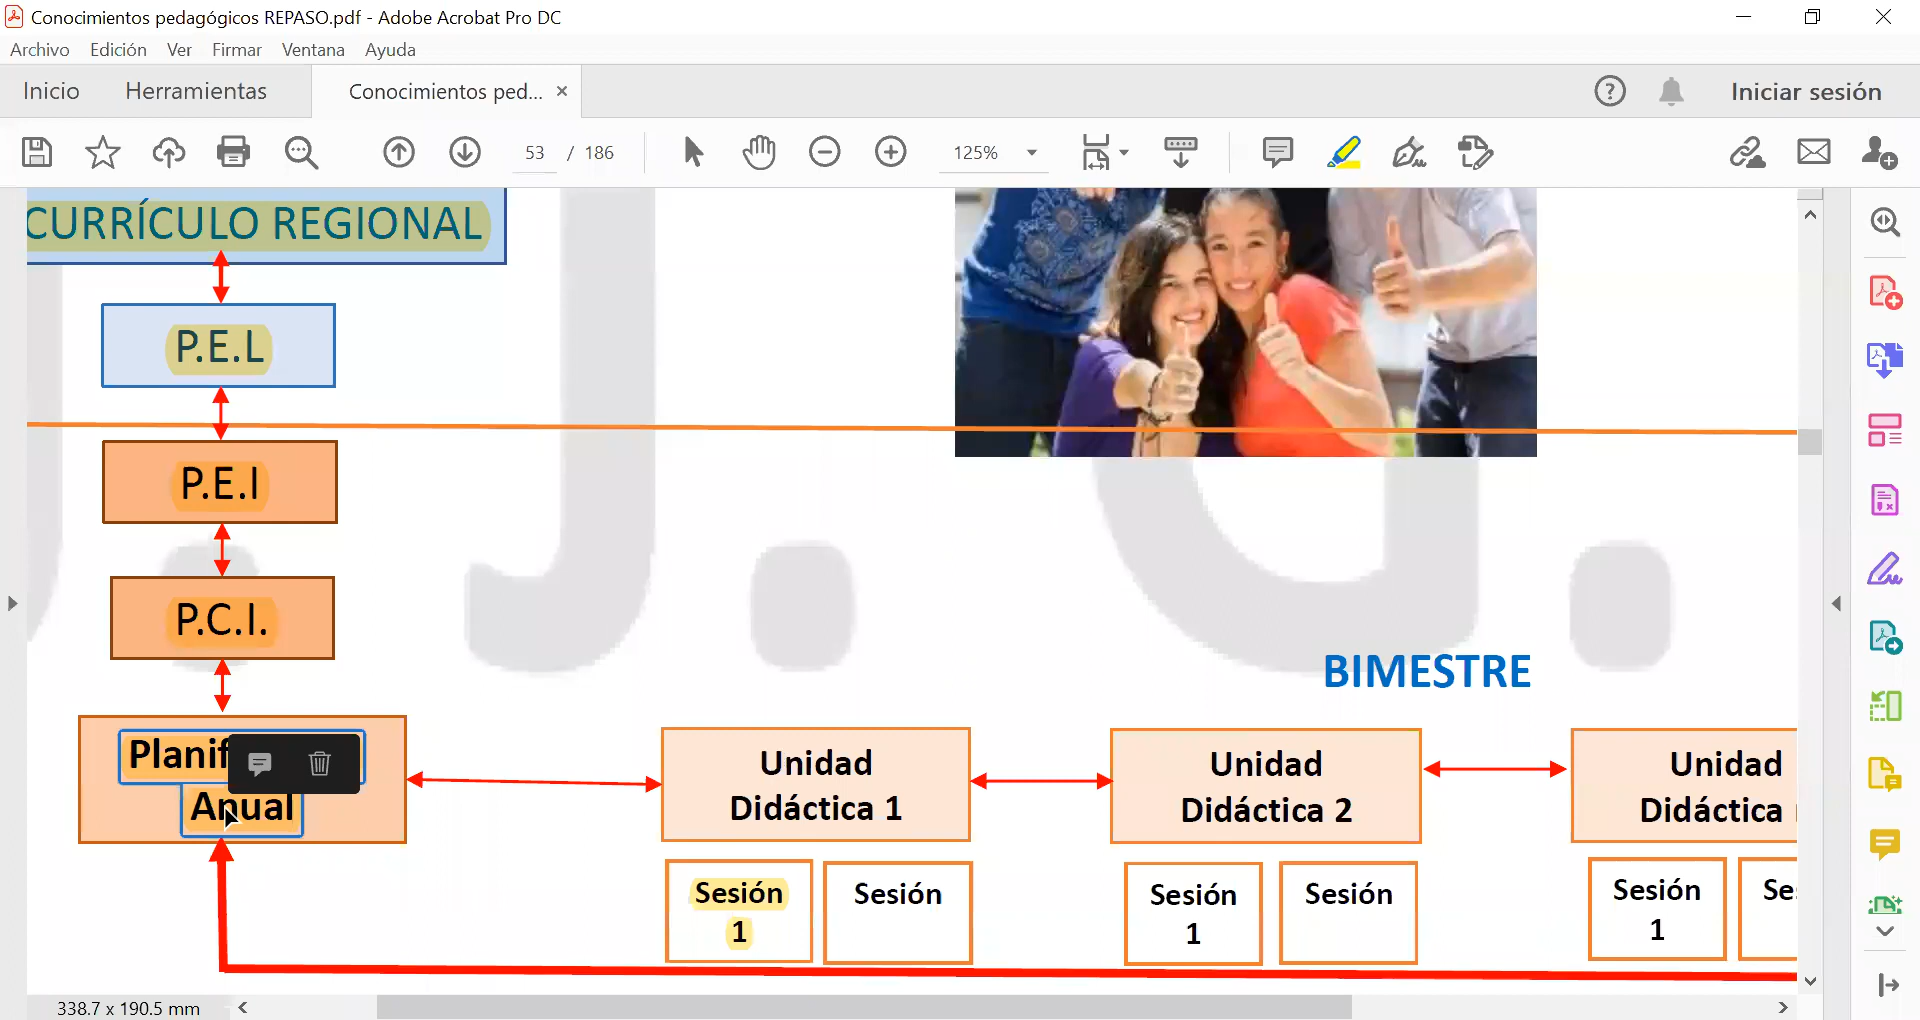 Conocimientos pedagógicos REPASO.pdf - Adobe Acrobat Pro DC
Archivo Edición Ver Firmar Ventana Ayuda
Inicio Herramientas Conocimientos ped... × Iniciar sesión
53 / 186 125%
CURRÍCULO REGIONAL
P.E.L
P.E.I
P.C.I.
BIMESTRE
Anual
Unidad
Didáctica 1
Unidad
Didáctica 2
Unidad
Didáctica
Sesión
1
Sesión
Sesión
1
Sesión
Sesión
1
J. G.
338.7 x 190.5 mm